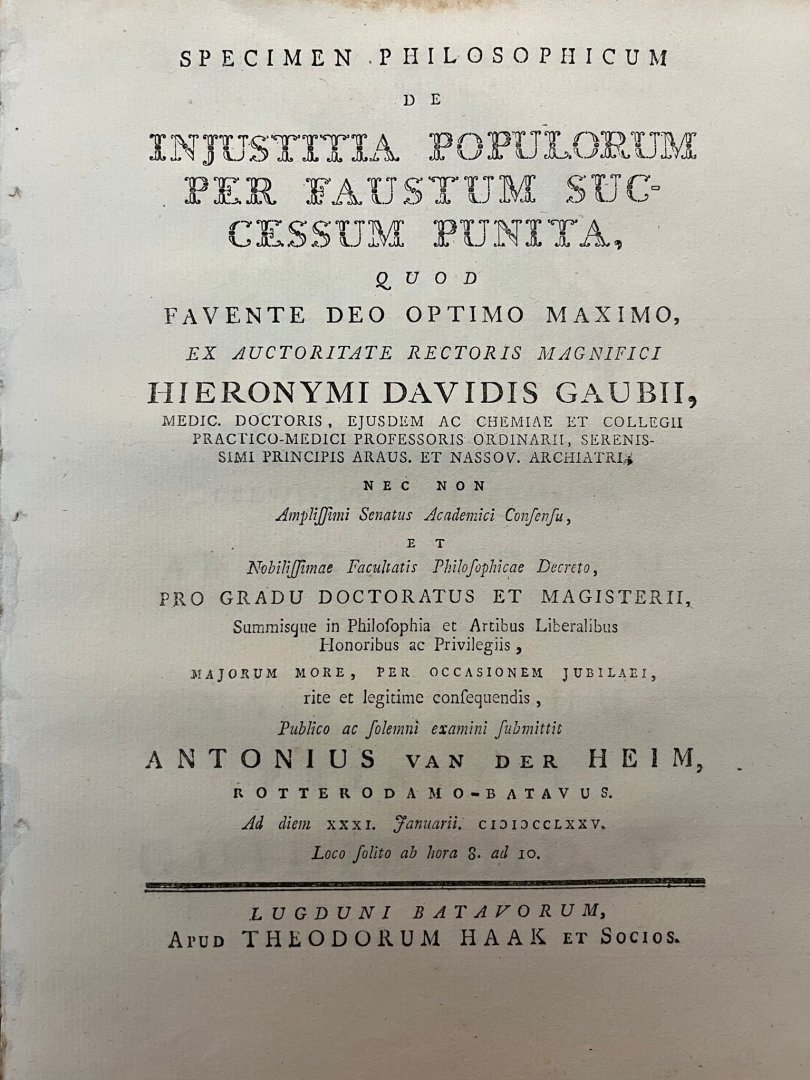 SPECIMEN PHILOSOPHICUM
DE
INJUSTITIA POPULORUM
PER FAUSTUM SUC-
CESSUM PUNITA,
QUOD
FAVENTE DEO OPTIMO MAXIMO,
EX AUCTORITATE RECTORIS MAGNIFICI
HIERONYMI DAVIDIS GAUBII,
MEDIC. DOCTORIS, EJUSDEM AC CHEMIAE ET COLLEGII
PRACTICO-MEDICI PROFESSORIS ORDINARII, SERENIS-
SIMI PRINCIPIS ARAUS. ET NASSOV. ARCHIATRI,
NEC NON
Ampliſſimi Senatus Academici Conſenſu,
ET
Nobiliſſimae Facultatis Philoſophicae Decreto,
PRO GRADU DOCTORATUS ET MAGISTERII,
Summisque in Philoſophia et Artibus Liberalibus
Honoribus ac Privilegiis,
MAJORUM MORE, PER OCCASIONEM JUBILAEI,
rite et legitime conſequendis,
Publico ac ſolemni examini ſubmittit
ANTONIUS VAN DER HEIM,
ROTTERODAMO-BATAVUS.
Ad diem XXXI. Januarii. CIↃIↃCCLXXV.
Loco ſolito ab hora 8. ad 10.
LUGDUNI BATAVORUM,
APUD THEODORUM HAAK ET SOCIOS.